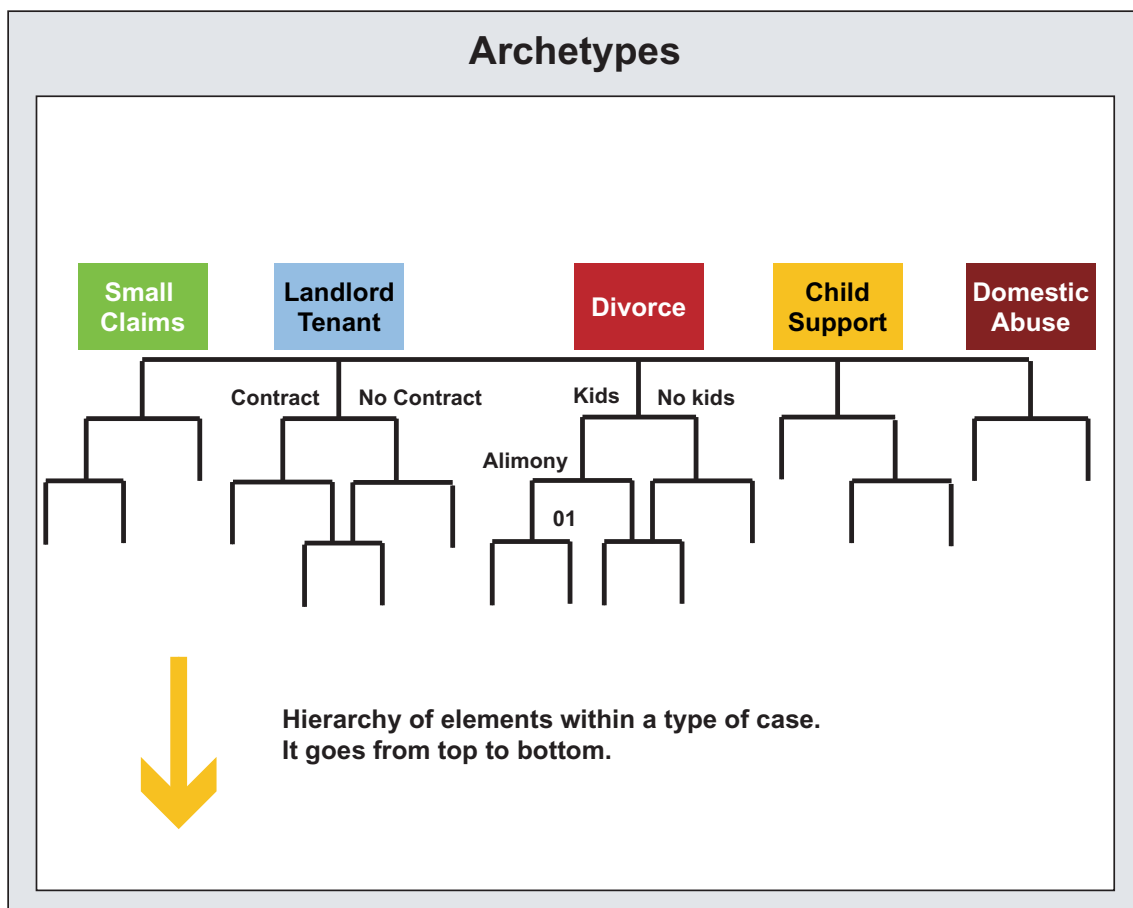 Archetypes
Small
Claims
Landlord
Tenant
Divorce
Child
Support
Domestic
Abuse
Contract
No Contract
Kids
No kids
Alimony
01
Hierarchy of elements within a type of case.
It goes from top to bottom.